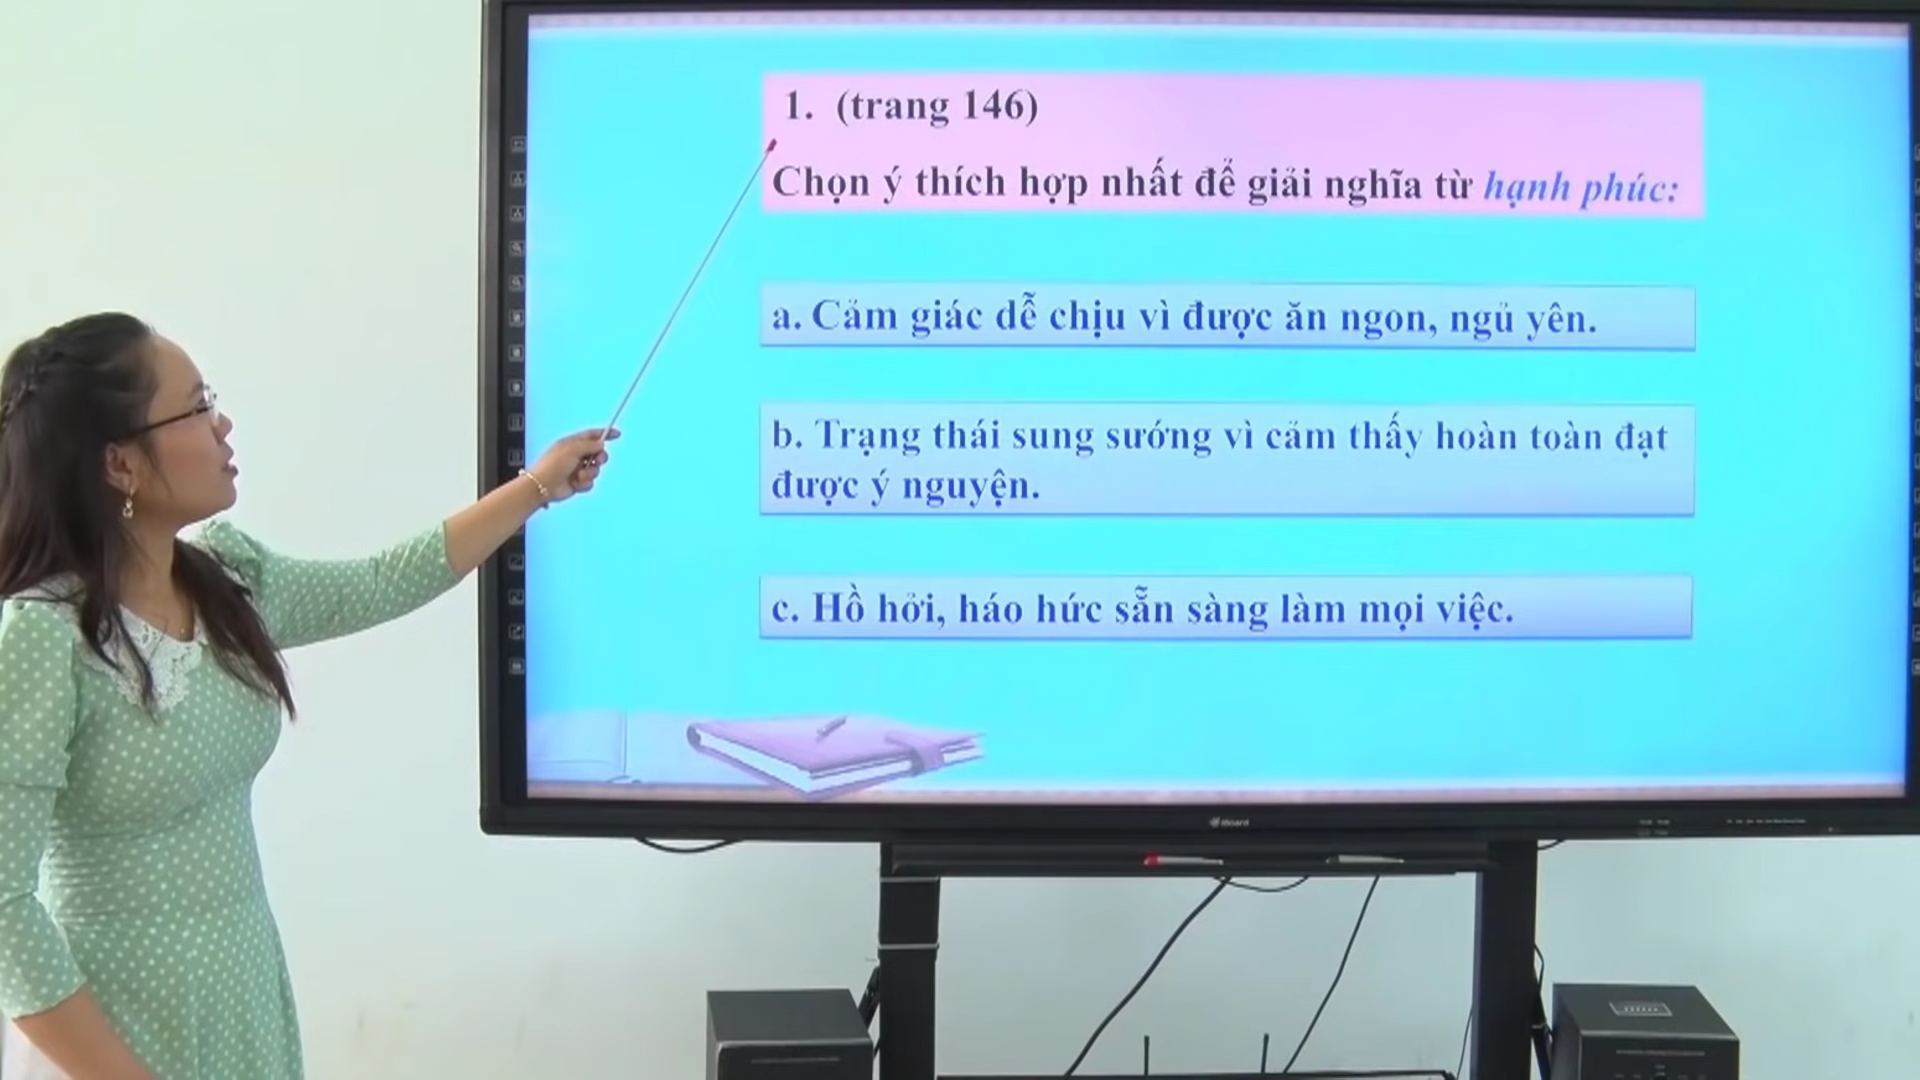 1. (trang 146)
Chọn ý thích hợp nhất để giải nghĩa từ hạnh phúc:
a. Cảm giác dễ chịu vì được ăn ngon, ngủ yên.
b. Trạng thái sung sướng vì cảm thấy hoàn toàn đạt
được ý nguyện.
c. Hồ hởi, háo hức sẵn sàng làm mọi việc.
iBoard